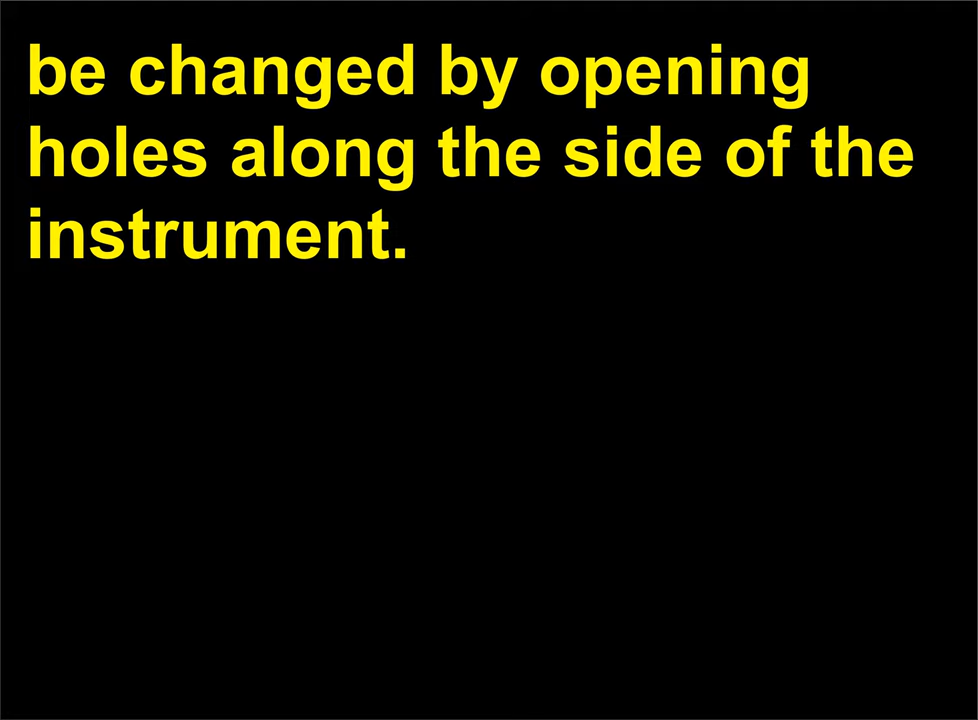 be changed by opening
holes along the side of the
instrument.